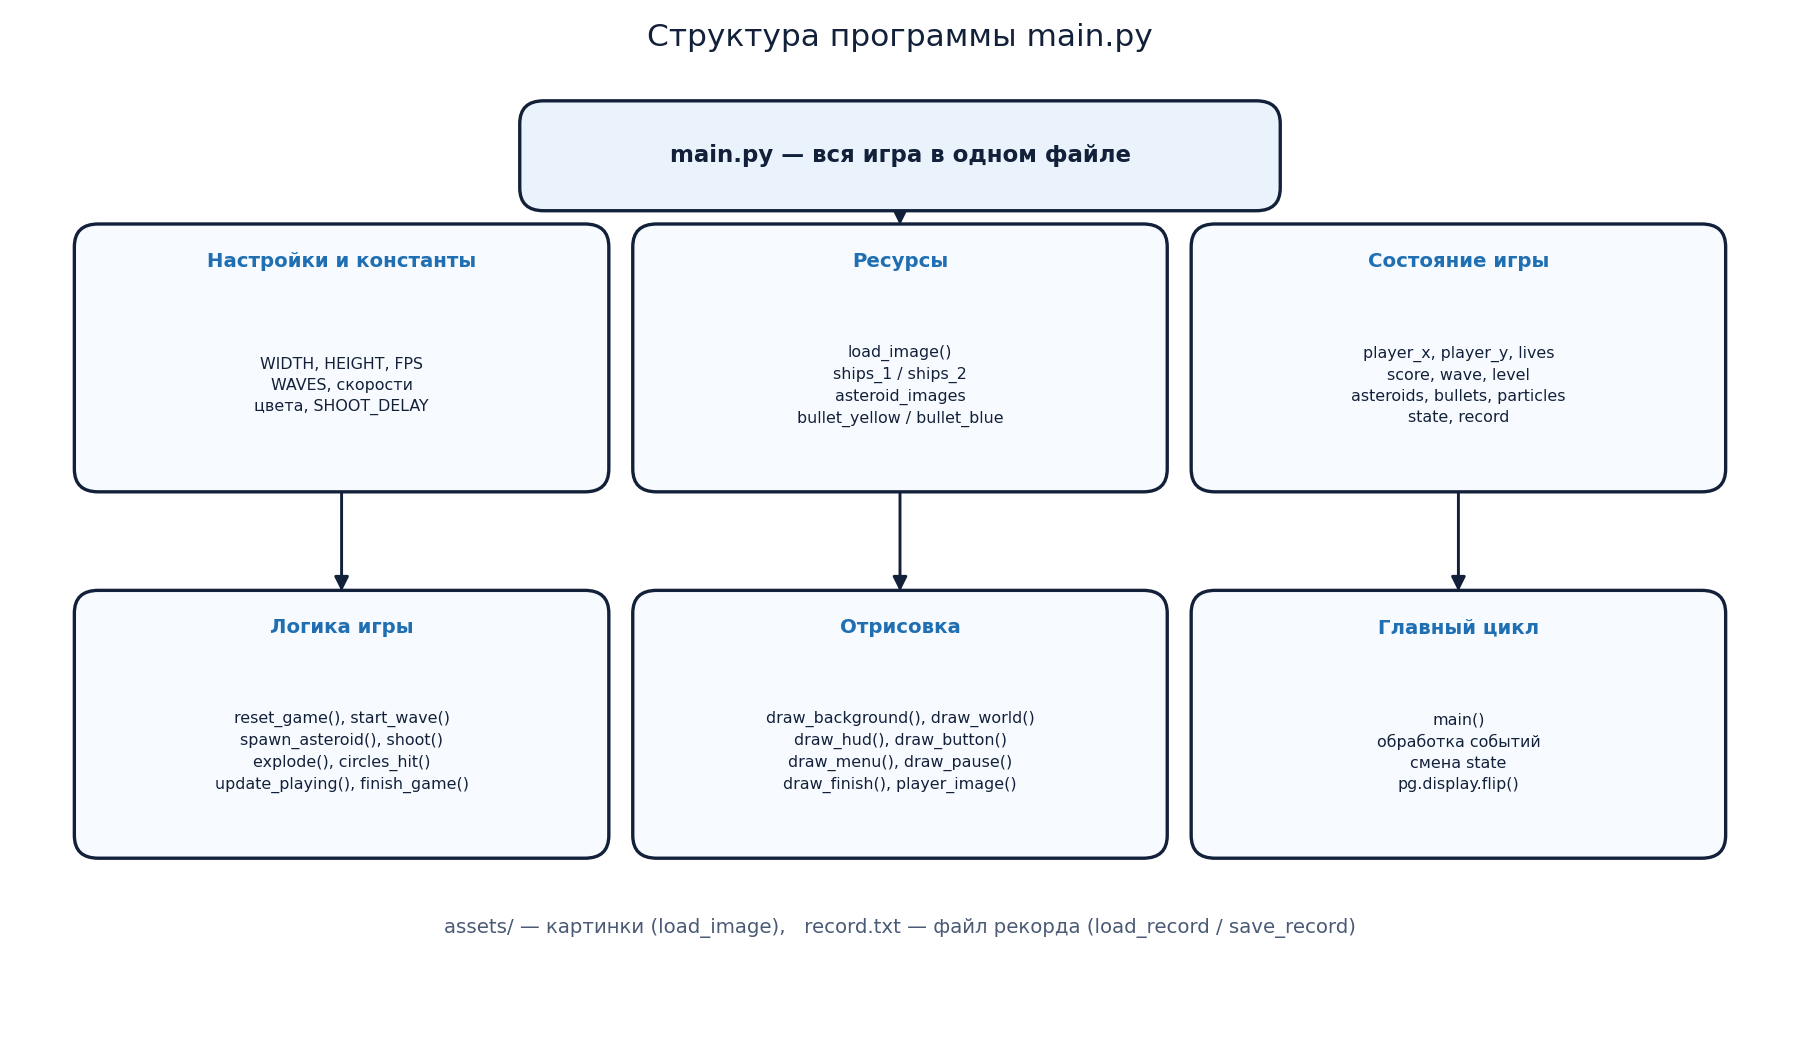 Структура программы main.py
main.py — вся игра в одном файле
Настройки и константы
WIDTH, HEIGHT, FPS
WAVES, скорости
цвета, SHOOT_DELAY
Ресурсы
load_image()
ships_1 / ships_2
asteroid_images
bullet_yellow / bullet_blue
Состояние игры
player_x, player_y, lives
score, wave, level
asteroids, bullets, particles
state, record
Логика игры
reset_game(), start_wave()
spawn_asteroid(), shoot()
explode(), circles_hit()
update_playing(), finish_game()
Отрисовка
draw_background(), draw_world()
draw_hud(), draw_button()
draw_menu(), draw_pause()
draw_finish(), player_image()
Главный цикл
main()
обработка событий
смена state
pg.display.flip()
assets/ — картинки (load_image),   record.txt — файл рекорда (load_record / save_record)